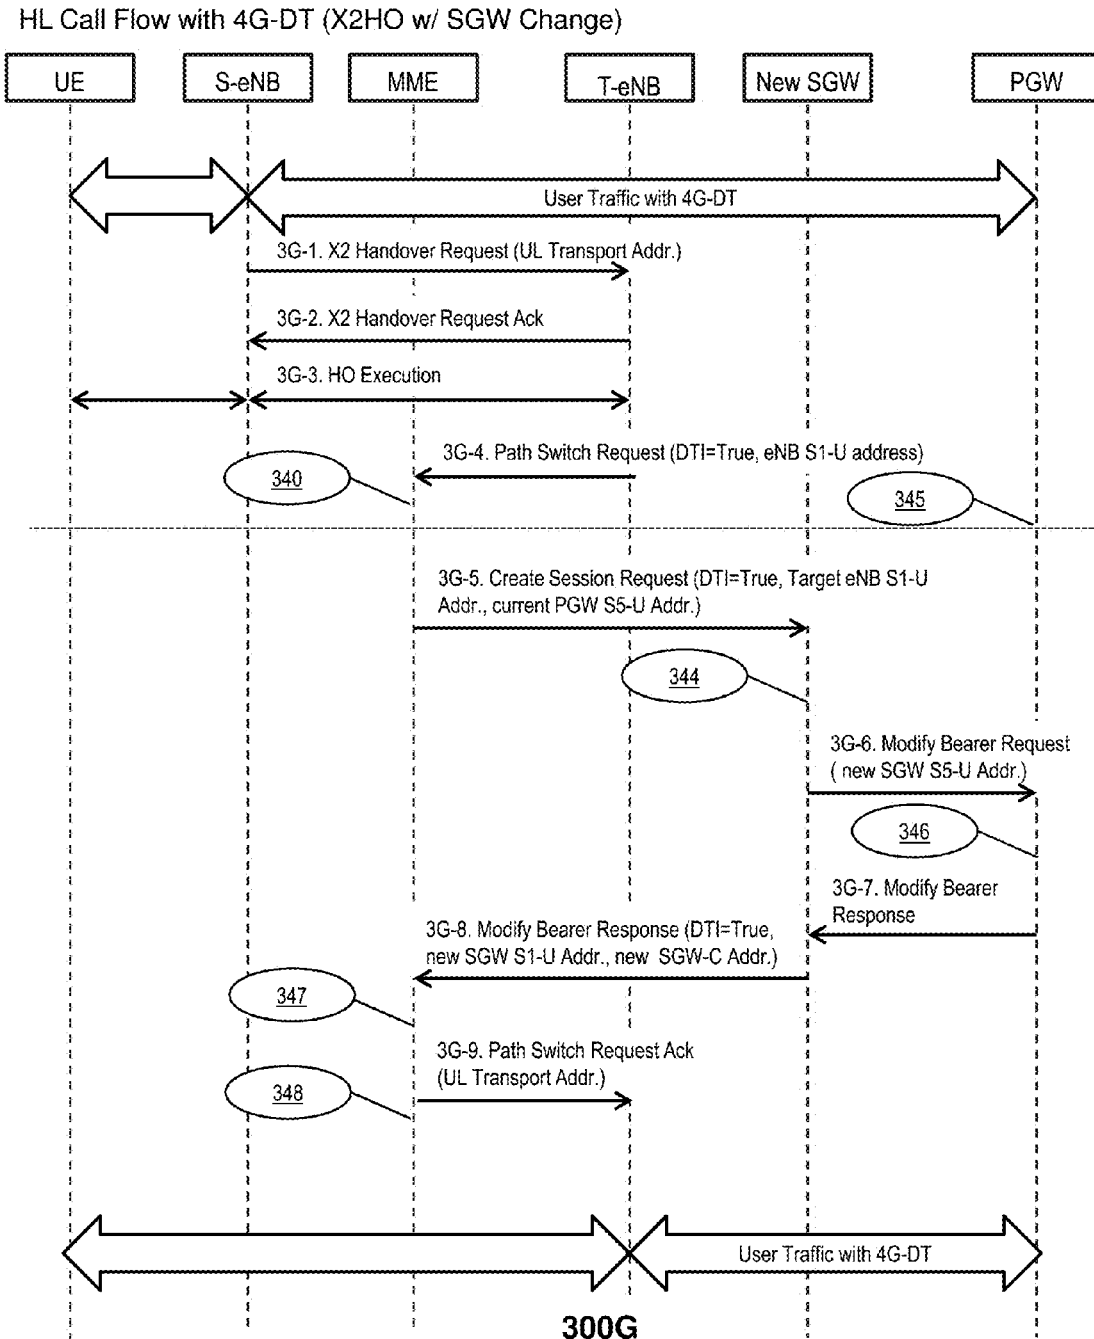 HL Call Flow with 4G-DT (X2HO w/ SGW Change)
UE
S-eNB
MME
T-eNB
New SGW
PGW
User Traffic with 4G-DT
3G-1. X2 Handover Request (UL Transport Addr.)
3G-2. X2 Handover Request Ack
3G-3. HO Execution
3G-4. Path Switch Request (DTI=True, eNB S1-U address)
340
345
3G-5. Create Session Request (DTI=True, Target eNB S1-U
Addr., current PGW S5-U Addr.)
344
3G-6. Modify Bearer Request
( new SGW S5-U Addr.)
346
3G-7. Modify Bearer
Response
3G-8. Modify Bearer Response (DTI=True,
new SGW S1-U Addr., new SGW-C Addr.)
347
3G-9. Path Switch Request Ack
(UL Transport Addr.)
348
User Traffic with 4G-DT
300G